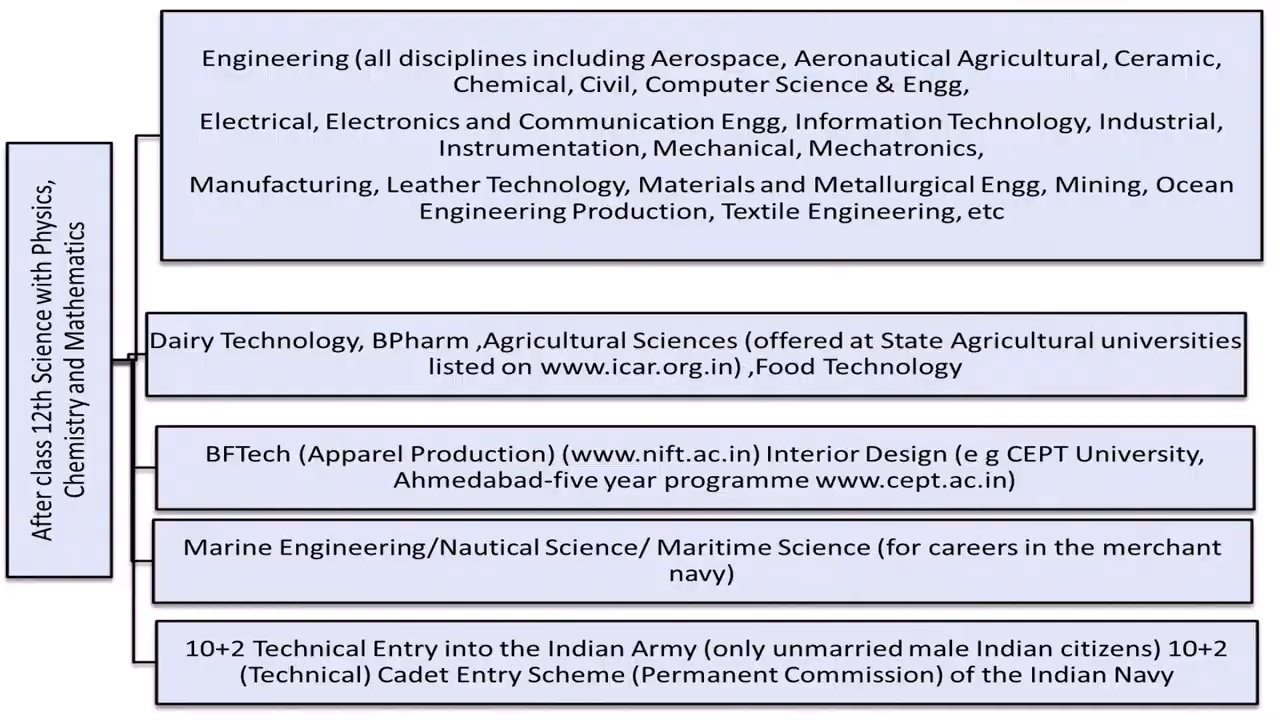 After class 12th Science with Physics,
Chemistry and Mathematics
Engineering (all disciplines including Aerospace, Aeronautical Agricultural, Ceramic,
Chemical, Civil, Computer Science & Engg,
Electrical, Electronics and Communication Engg, Information Technology, Industrial,
Instrumentation, Mechanical, Mechatronics,
Manufacturing, Leather Technology, Materials and Metallurgical Engg, Mining, Ocean
Engineering Production, Textile Engineering, etc
Dairy Technology, BPharm ,Agricultural Sciences (offered at State Agricultural universities
listed on www.icar.org.in) ,Food Technology
BFTech (Apparel Production) (www.nift.ac.in) Interior Design (e g CEPT University,
Ahmedabad-five year programme www.cept.ac.in)
Marine Engineering/Nautical Science/ Maritime Science (for careers in the merchant
navy)
10+2 Technical Entry into the Indian Army (only unmarried male Indian citizens) 10+2
(Technical) Cadet Entry Scheme (Permanent Commission) of the Indian Navy